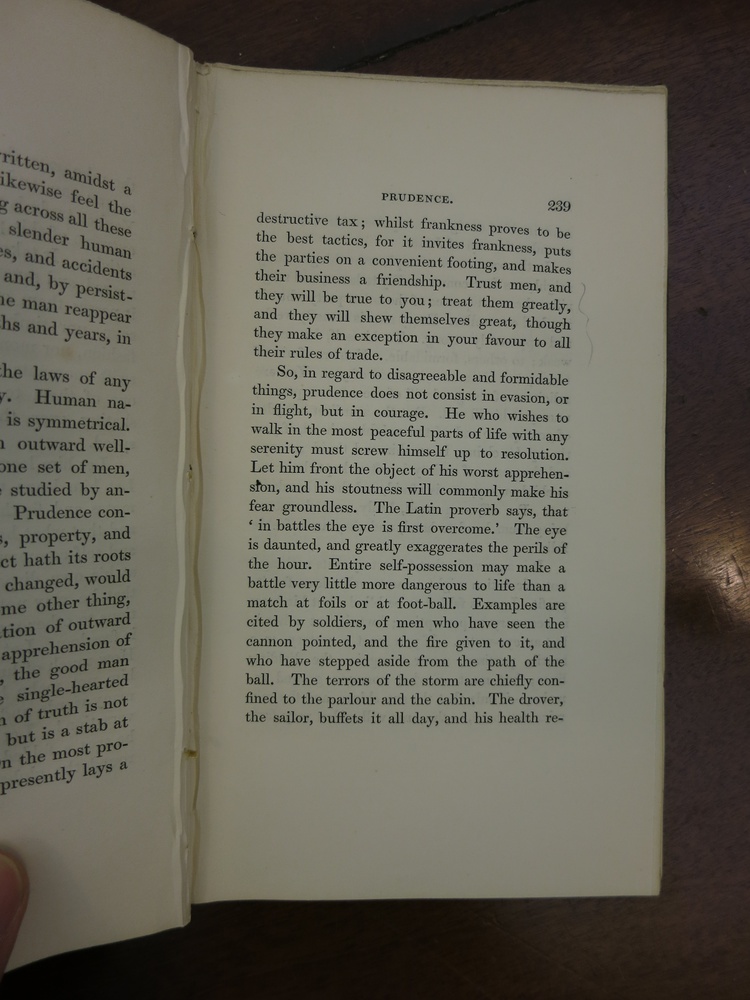 written, amidst a
likewise feel the
across all these
slender human
and accidents
and, by persist-
man reappear
and years, in
the laws of any
Human na-
is symmetrical.
outward well-
one set of men,
studied by an-
Prudence con-
property, and
hath its roots
changed, would
other thing,
of outward
apprehension of
the good man
single-hearted
of truth is not
but is a stab at
the most pro-
presently lays a
PRUDENCE.
239
destructive tax; whilst frankness proves to be
the best tactics, for it invites frankness, puts
the parties on a convenient footing, and makes
their business a friendship. Trust men, and
they will be true to you; treat them greatly,
and they will shew themselves great, though
they make an exception in your favour to all
their rules of trade.
So, in regard to disagreeable and formidable
things, prudence does not consist in evasion, or
in flight, but in courage. He who wishes to
walk in the most peaceful parts of life with any
serenity must screw himself up to resolution.
Let him front the object of his worst apprehen-
sion, and his stoutness will commonly make his
fear groundless. The Latin proverb says, that
‘ in battles the eye is first overcome.’ The eye
is daunted, and greatly exaggerates the perils of
the hour. Entire self-possession may make a
battle very little more dangerous to life than a
match at foils or at foot-ball. Examples are
cited by soldiers, of men who have seen the
cannon pointed, and the fire given to it, and
who have stepped aside from the path of the
ball. The terrors of the storm are chiefly con-
fined to the parlour and the cabin. The drover,
the sailor, buffets it all day, and his health re-